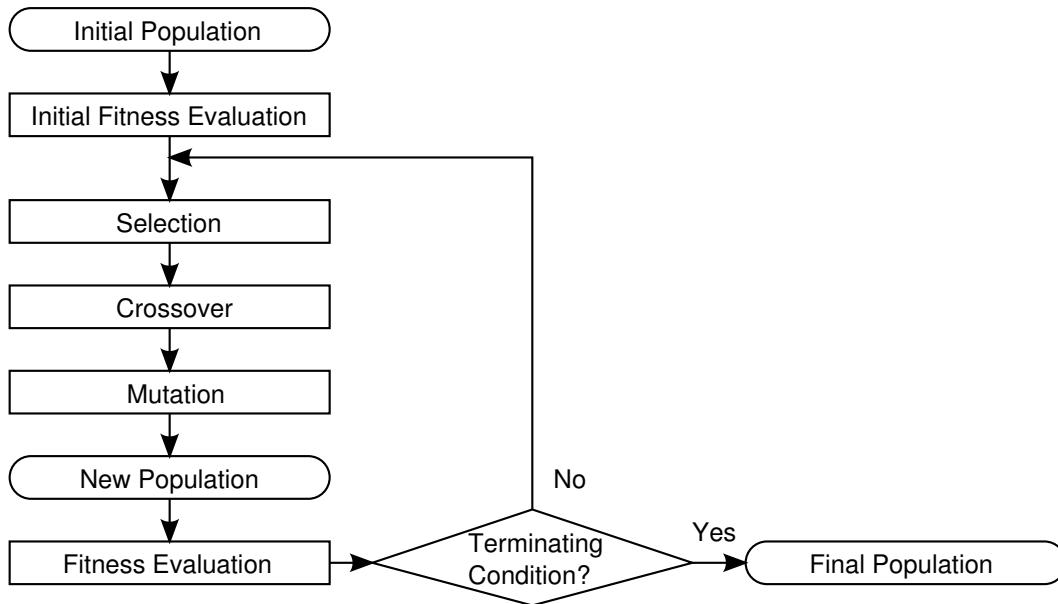 Initial Population
Initial Fitness Evaluation
Selection
Crossover
Mutation
New Population
Fitness Evaluation
Terminating
Condition?
No
Yes
Final Population